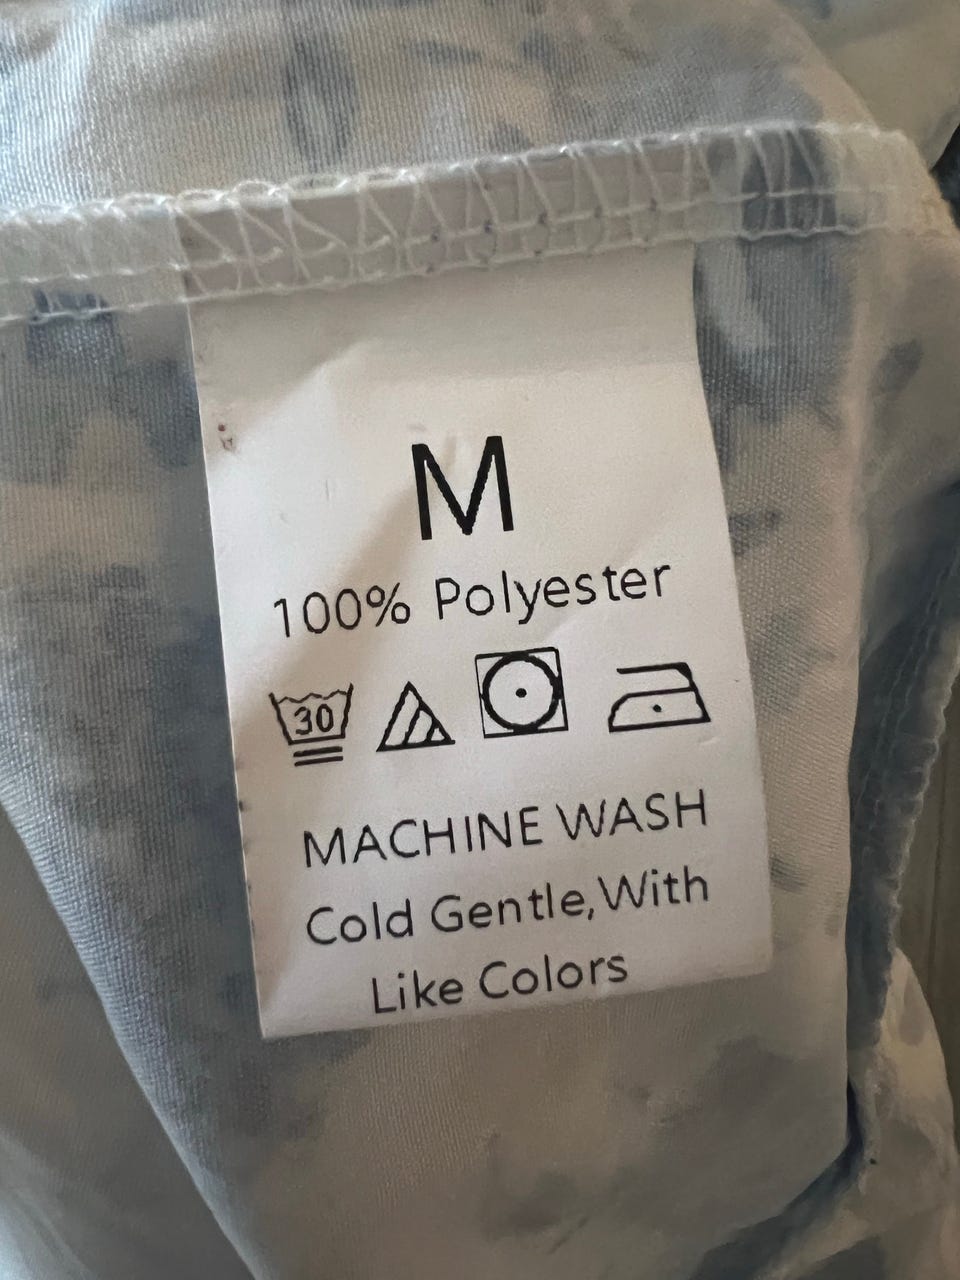 M
100% Polyester
30
MACHINE WASH
Cold Gentle, With
Like Colors